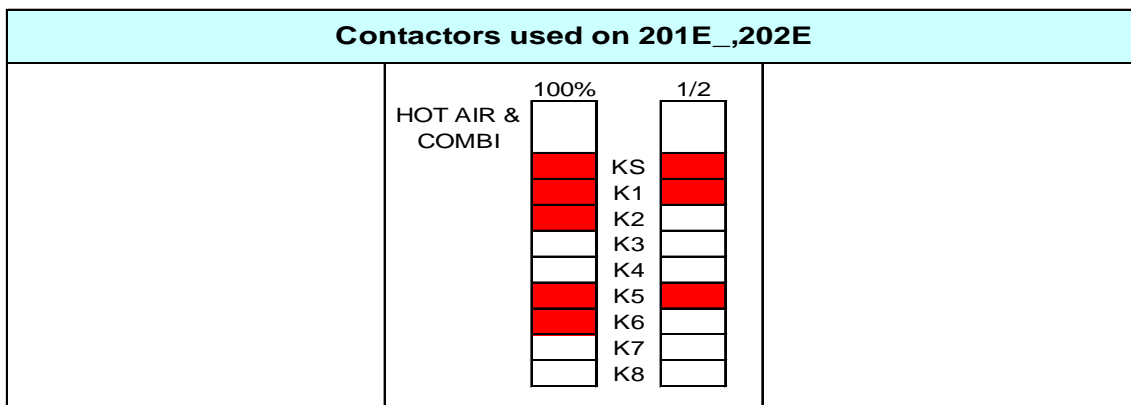 Contactors used on 201E_,202E
100% 1/2
HOT AIR &
COMBI
KS
K1
K2
K3
K4
K5
K6
K7
K8